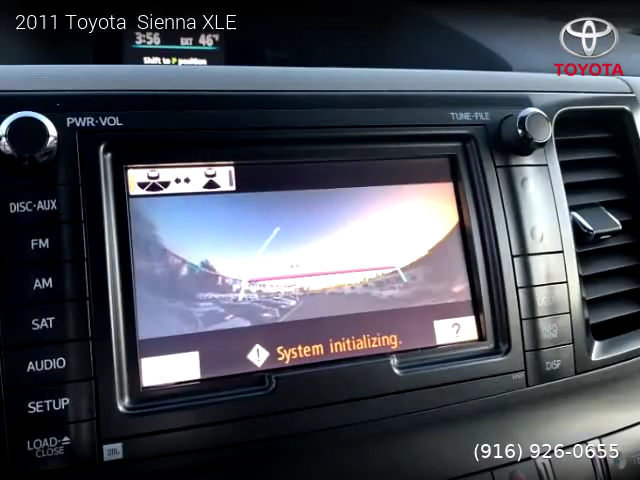 2011 Toyota Sienna XLE
3:56 EXT 46°F
Shift to P position
TOYOTA
PWR·VOL
TUNE·FILE
DISC·AUX
FM
AM
SAT
AUDIO
SETUP
LOAD·
CLOSE
System initializing.
?
DISP
JBL
(916) 926-0655